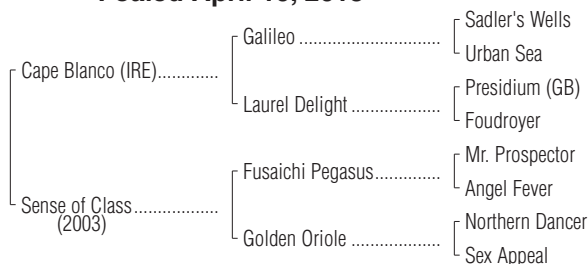 Foaled April
Sadler's Wells
Galileo ....................................
Urban Sea
Cape Blanco (IRE)..............
Presidium (GB)
Laurel Delight ......................
Foudroyer
Mr. Prospector
Fusaichi Pegasus................
Angel Fever
Sense of Class....................
(2003)
Northern Dancer
Golden Oriole ......................
Sex Appeal